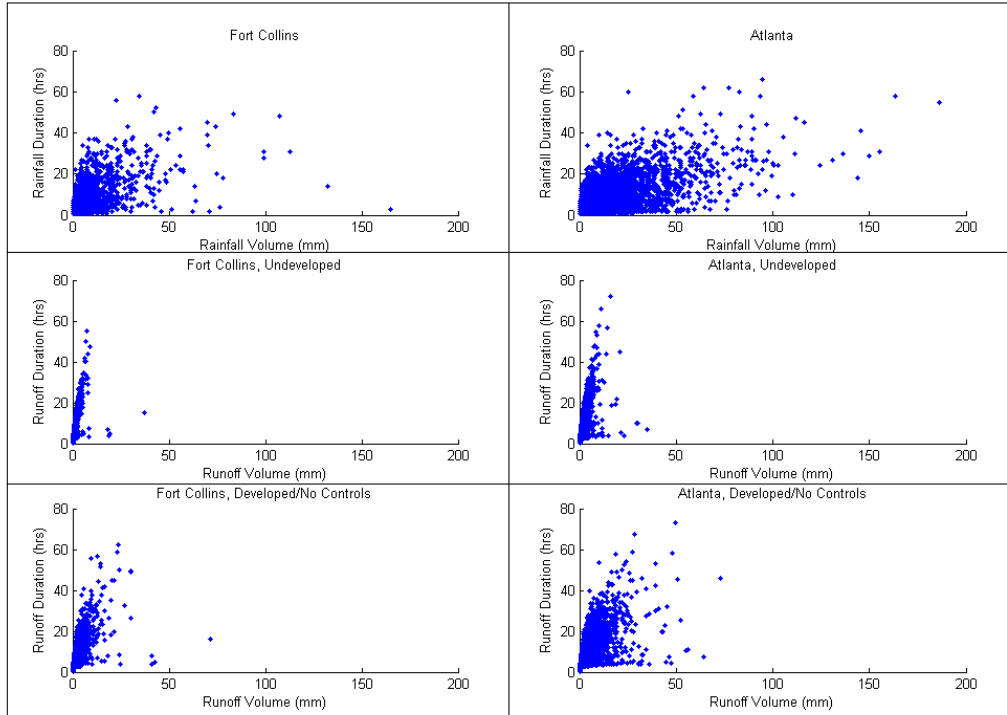 Fort Collins
80
60
40
20
0
Rainfall Duration (hrs)
0 50 100 150 200
Rainfall Volume (mm)
Atlanta
80
60
40
20
0
Rainfall Duration (hrs)
0 50 100 150 200
Rainfall Volume (mm)
Fort Collins, Undeveloped
80
60
40
20
0
Runoff Duration (hrs)
0 50 100 150 200
Runoff Volume (mm)
Atlanta, Undeveloped
80
60
40
20
0
Runoff Duration (hrs)
0 50 100 150 200
Runoff Volume (mm)
Fort Collins, Developed/No Controls
80
60
40
20
0
Runoff Duration (hrs)
0 50 100 150 200
Runoff Volume (mm)
Atlanta, Developed/No Controls
80
60
40
20
0
Runoff Duration (hrs)
0 50 100 150 200
Runoff Volume (mm)